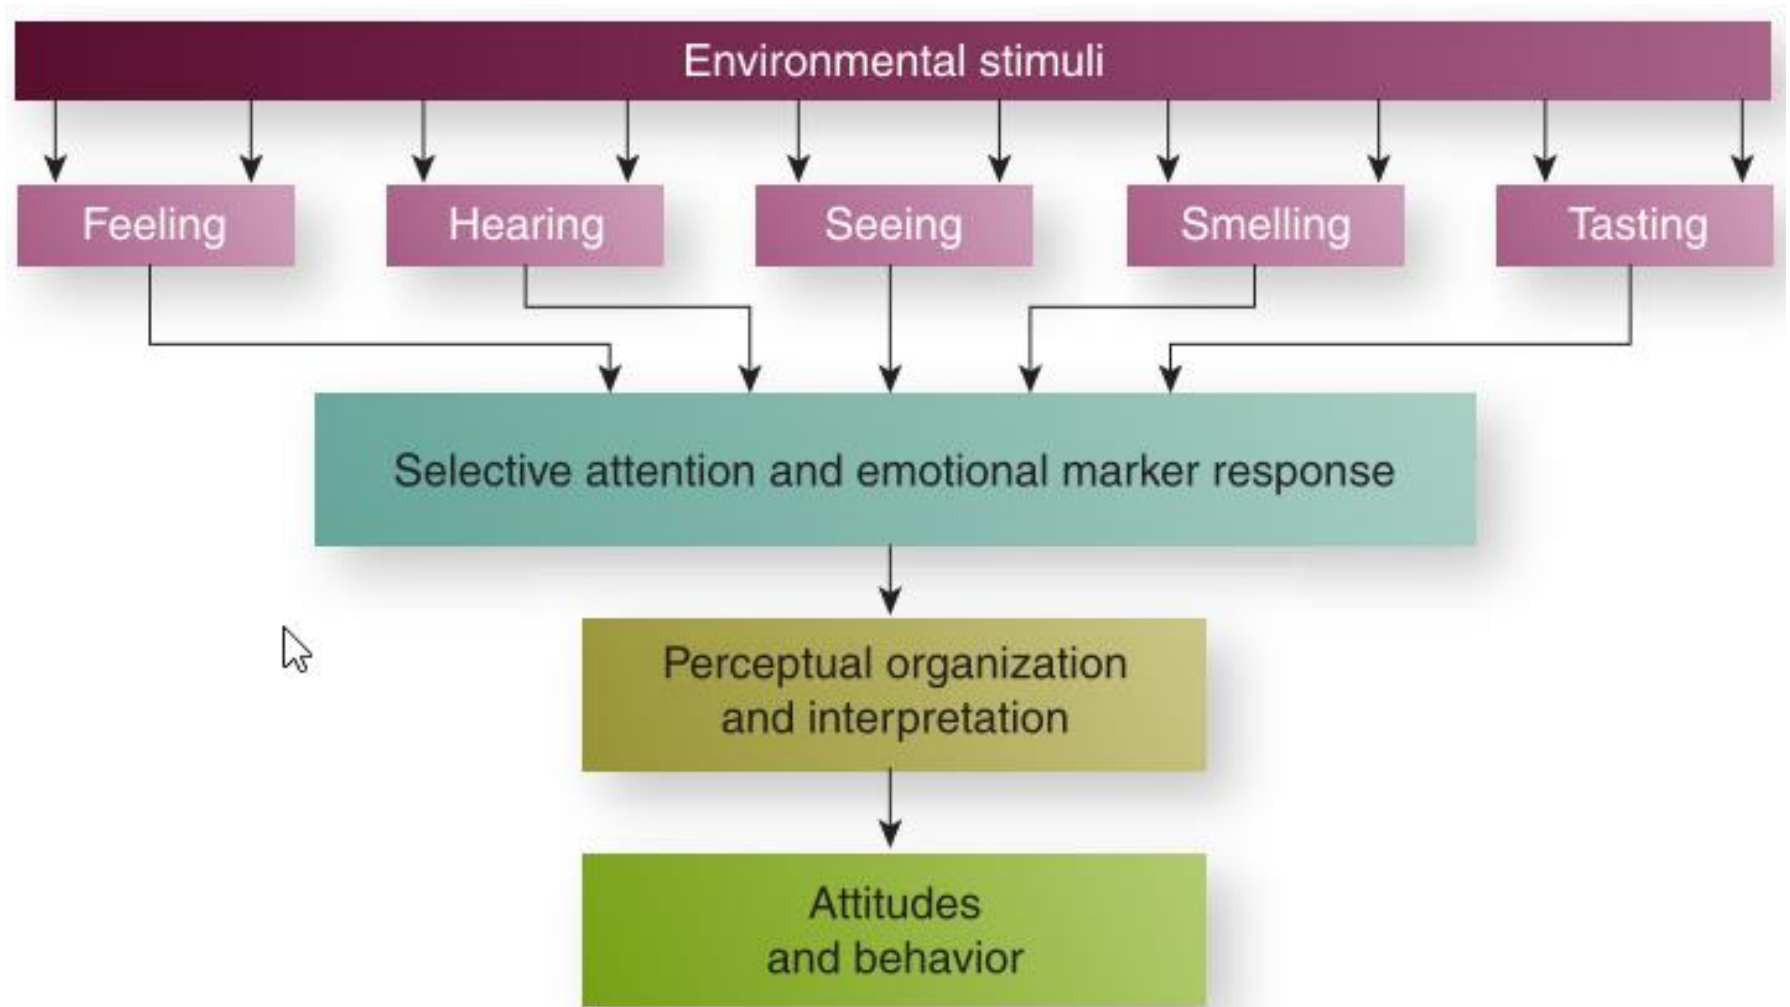 Environmental stimuli
Feeling
Hearing
Seeing
Smelling
Tasting
Selective attention and emotional marker response
Perceptual organization
and interpretation
Attitudes
and behavior